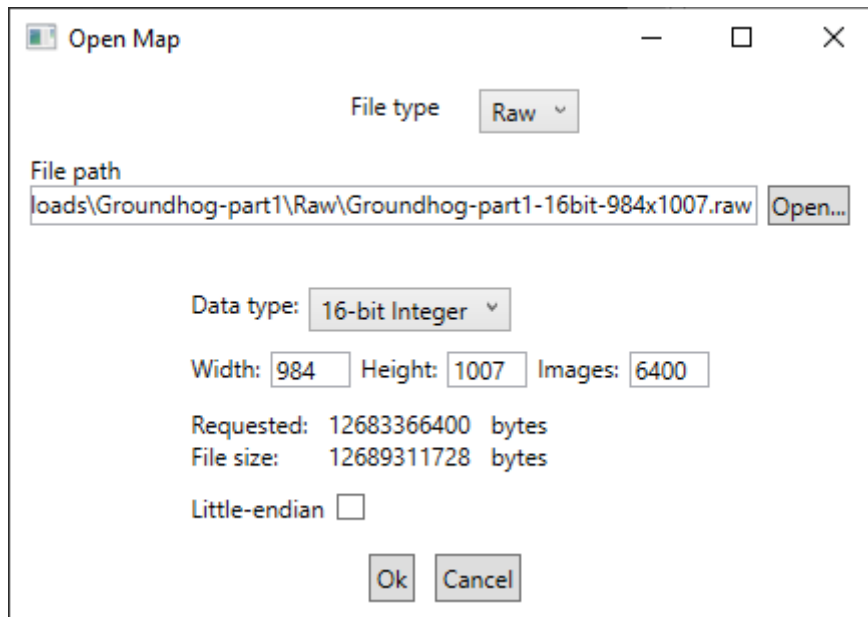 Open Map
File type Raw
File path
loads\Groundhog-part1\Raw\Groundhog-part1-16bit-984x1007.raw Open...
Data type: 16-bit Integer
Width: 984 Height: 1007 Images: 6400
Requested: 12683366400 bytes
File size: 12689311728 bytes
Little-endian
Ok Cancel